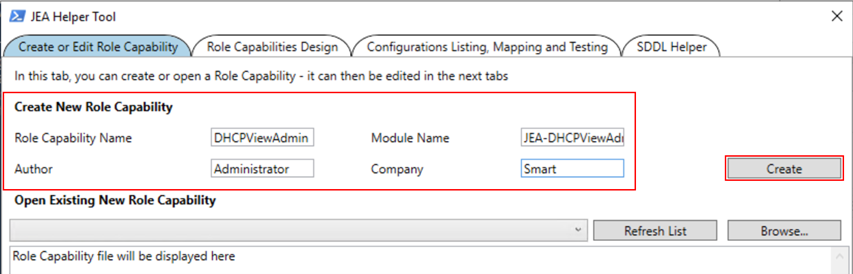 JEA Helper Tool
Create or Edit Role Capability Role Capabilities Design Configurations Listing, Mapping and Testing SDDL Helper
In this tab, you can create or open a Role Capability - it can then be edited in the next tabs
Create New Role Capability
Role Capability Name DHCPViewAdmin Module Name JEA-DHCPViewAdı
Author Administrator Company Smart Create
Open Existing New Role Capability
Refresh List Browse...
Role Capability file will be displayed here